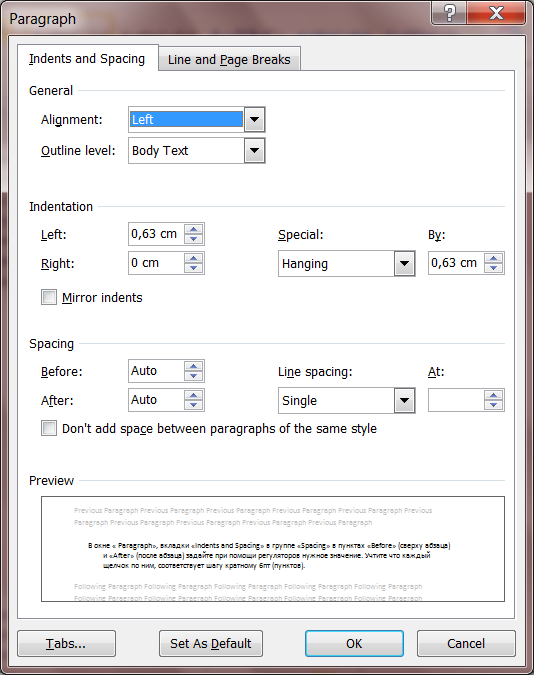 Paragraph
Indents and Spacing Line and Page Breaks
General
Alignment: Left
Outline level: Body Text
Indentation
Left: 0,63 cm Special: By:
Right: 0 cm Hanging 0,63 cm
Mirror indents
Spacing
Before: Auto Line spacing: At:
After: Auto Single
Don't add space between paragraphs of the same style
Preview
Previous Paragraph Previous Paragraph Previous Paragraph Previous Paragraph Previous Paragraph Previous
Paragraph Previous Paragraph Previous Paragraph Previous Paragraph Previous Paragraph
В окне « Paragraph», вкладки «Indents and Spacing» в группе «Spacing» в пунктах «Before» (сверху абзаца)
и «After» (после абзаца) задайте при помощи регуляторов нужное значение. Учтите что каждый
щелчок по ним, соответствует шагу кратному 6пт (пунктов).
Following Paragraph Following Paragraph Following Paragraph Following Paragraph Following Paragraph
Following Paragraph Following Paragraph Following Paragraph Following Paragraph Following Paragraph
Tabs... Set As Default OK Cancel